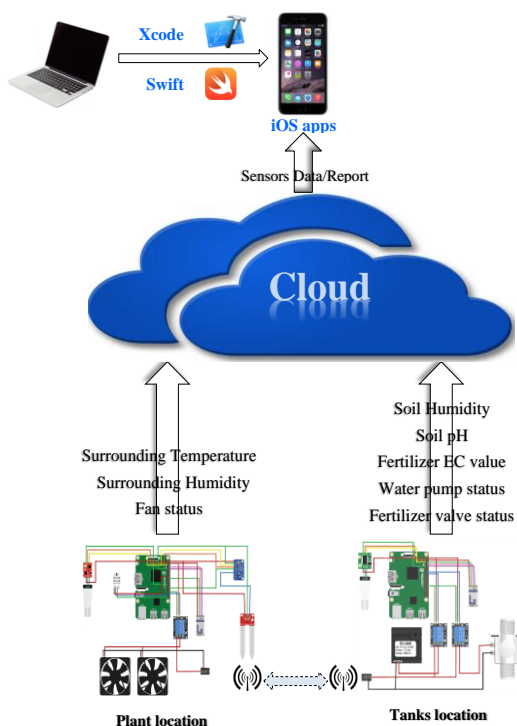 Xcode
Swift
iOS apps
Sensors Data/Report
Cloud
Surrounding Temperature
Surrounding Humidity
Fan status
Soil Humidity
Soil pH
Fertilizer EC value
Water pump status
Fertilizer valve status
Plant location
Tanks location